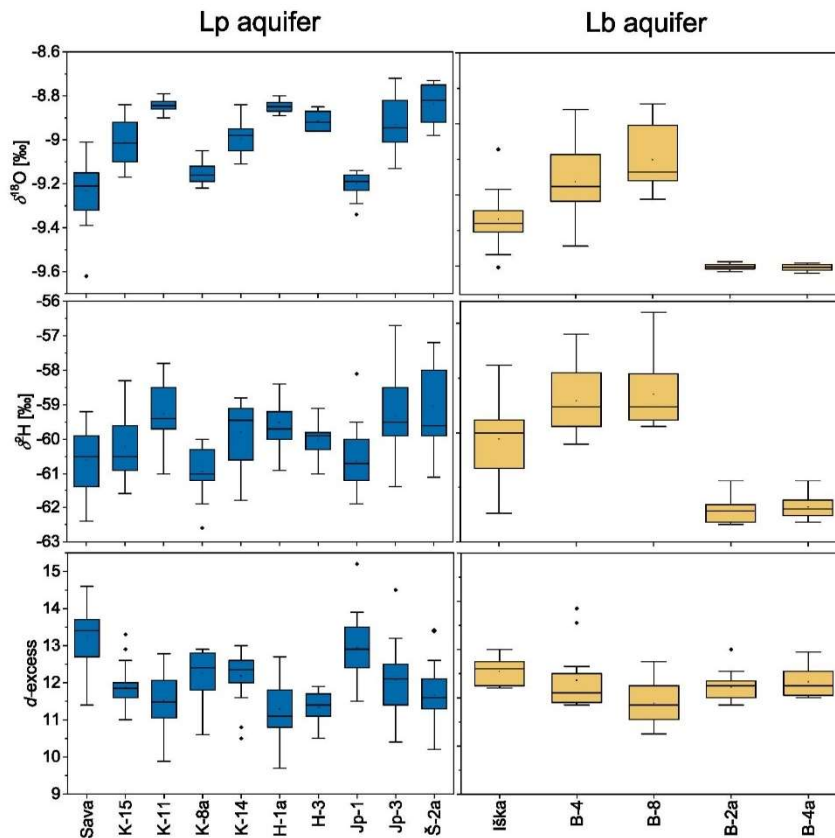 Lp aquifer
Lb aquifer
δ¹⁸O [‰]
-8.6
-8.8
-9
-9.2
-9.4
-9.6
δ²H [‰]
-56
-57
-58
-59
-60
-61
-62
-63
d-excess
15
14
13
12
11
10
9
Sava
K-15
K-11
K-8a
K-14
H-1a
H-3
Jp-1
Jp-3
Š-2a
Iška
B-4
B-8
B-2a
B-4a